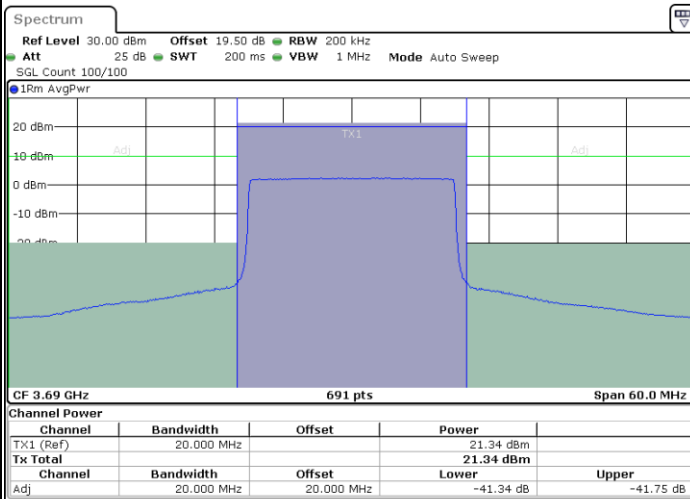 Spectrum
Ref Level 30.00 dBm Offset 19.50 dB RBW 200 kHz
Att 25 dB SWT 200 ms VBW 1 MHz Mode Auto Sweep
SGL Count 100/100
1Rm AvgPwr
20 dBm
TX1
Adj Adj
10 dBm
0 dBm
-10 dBm
-20 dBm
CF 3.69 GHz 691 pts Span 60.0 MHz
Channel Power
Channel Bandwidth Offset Power
TX1 (Ref) 20.000 MHz 21.34 dBm
Tx Total 21.34 dBm
Channel Bandwidth Offset Lower Upper
Adj 20.000 MHz 20.000 MHz -41.34 dB -41.75 dB